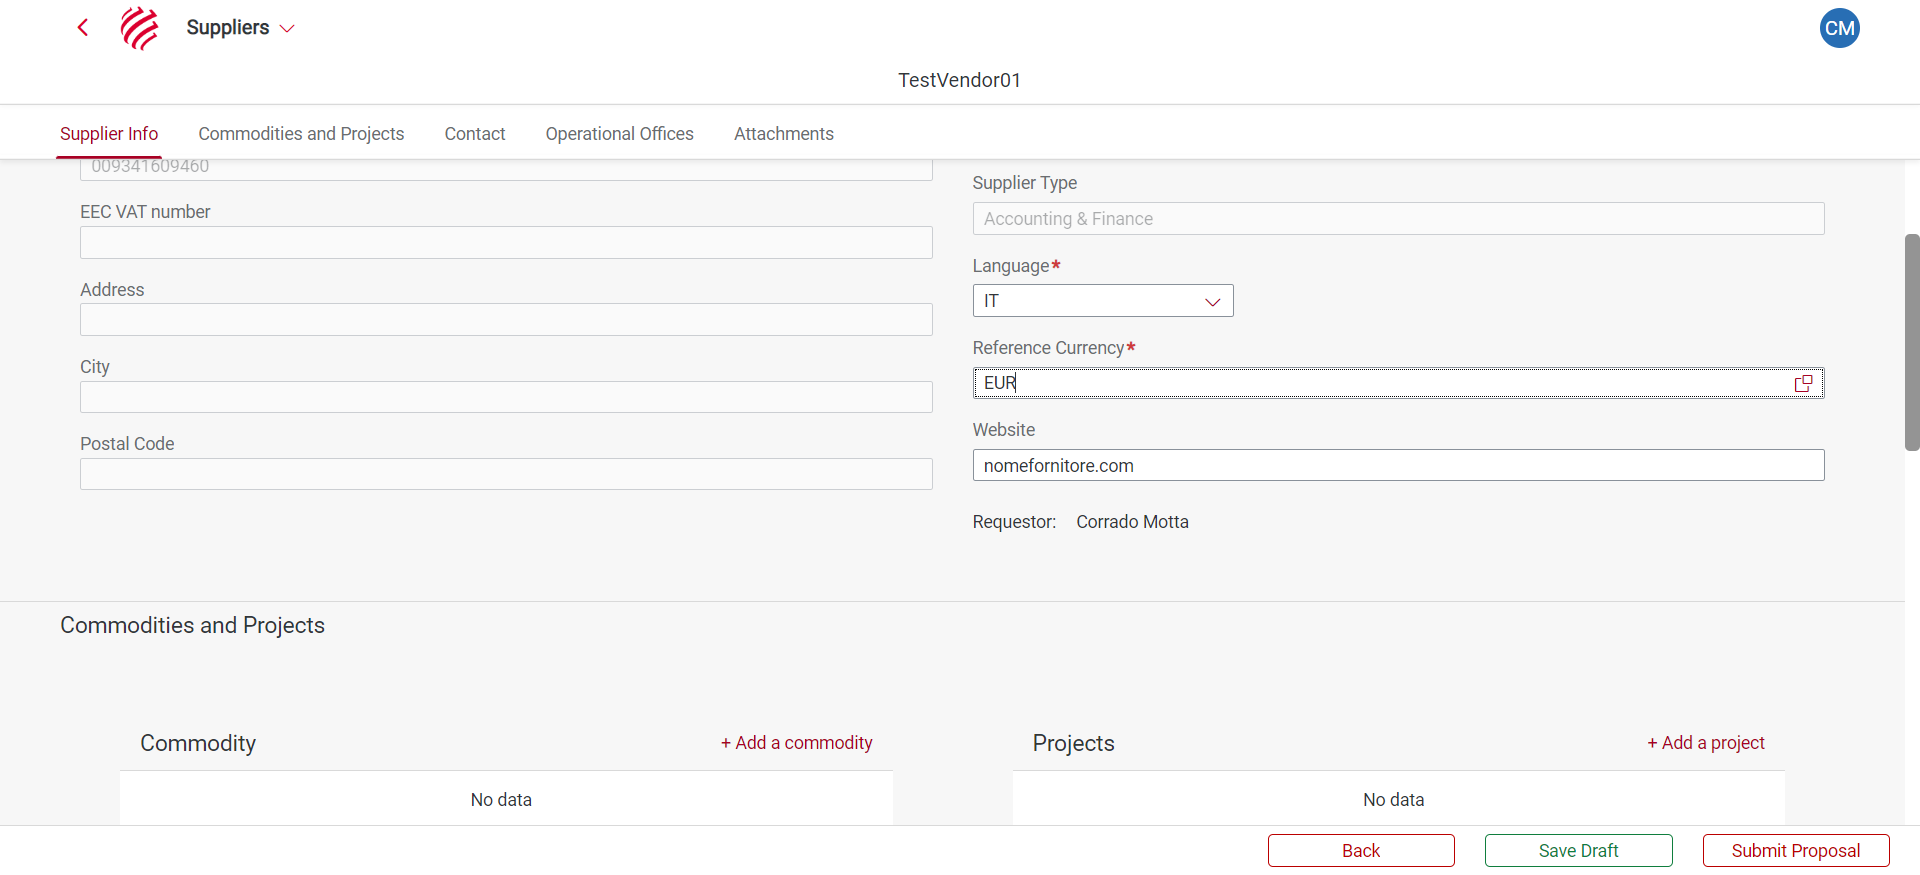 Suppliers
CM
TestVendor01
Supplier Info
Commodities and Projects
Contact
Operational Offices
Attachments
009341609460
EEC VAT number
Address
City
Postal Code
Supplier Type
Accounting & Finance
Language*
IT
Reference Currency*
EUR
Website
nomefornitore.com
Requestor: Corrado Motta
Commodities and Projects
Commodity
+ Add a commodity
No data
Projects
+ Add a project
No data
Back
Save Draft
Submit Proposal